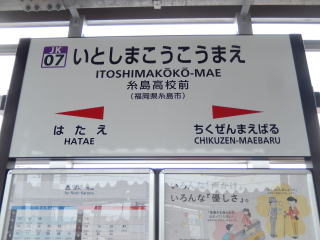 JK
07
いとしまこうこうまえ
ITOSHIMAKŌKŌ-MAE
糸島高校前
(福岡県糸島市)
はたえ
HATAE
ちくぜんまえばる
CHIKUZEN-MAEBARU
いろんな「優しさ」。